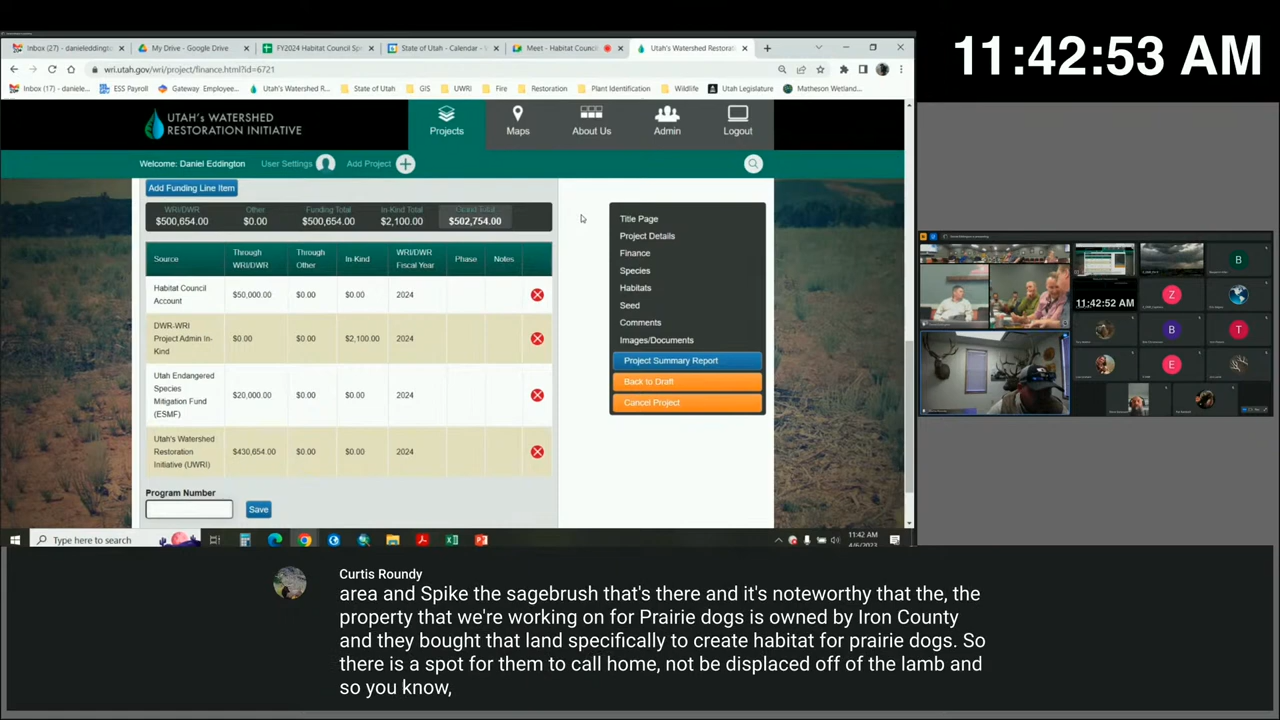 Inbox (27) - danieleddingto
My Drive - Google Drive
FY2024 Habitat Council Sp
State of Utah - Calendar -
Meet - Habitat Counc
Utah's Watershed Restorati
11:42:53 AM
wri.utah.gov/wri/project/finance.html?id=6721
Inbox (17) - daniele...
ESS Payroll
Gateway Employee...
Utah's Watershed R...
State of Utah
GIS
UWRI
Fire
Restoration
Plant Identification
Wildlife
Utah Legislature
Matheson Wetland...
UTAH's WATERSHED
RESTORATION INITIATIVE
Projects
Maps
About Us
Admin
Logout
Welcome: Daniel Eddington
User Settings
Add Project
Add Funding Line Item
WRI/DWR Other Funding Total In-Kind Total Grand Total
$500,654.00 $0.00 $500,654.00 $2,100.00 $502,754.00
Source
Through
WRI/DWR
Through
Other
In-Kind
WRI/DWR
Fiscal Year
Phase
Notes
Habitat Council
Account
$50,000.00 $0.00 $0.00 2024
DWR-WRI
Project Admin In-
Kind
$0.00 $0.00 $2,100.00 2024
Utah Endangered
Species
Mitigation Fund
(ESMF)
$20,000.00 $0.00 $0.00 2024
Utah's Watershed
Restoration
Initiative (UWRI)
$430,654.00 $0.00 $0.00 2024
Program Number
Save
Title Page
Project Details
Finance
Species
Habitats
Seed
Comments
Images/Documents
Project Summary Report
Back to Draft
Cancel Project
11:42:52 AM
B
Z
B
T
E
Type here to search
11:42 AM
4/6/2023
Curtis Roundy
area and Spike the sagebrush that's there and it's noteworthy that the, the
property that we're working on for Prairie dogs is owned by Iron County
and they bought that land specifically to create habitat for prairie dogs. So
there is a spot for them to call home, not be displaced off of the lamb and
so you know,